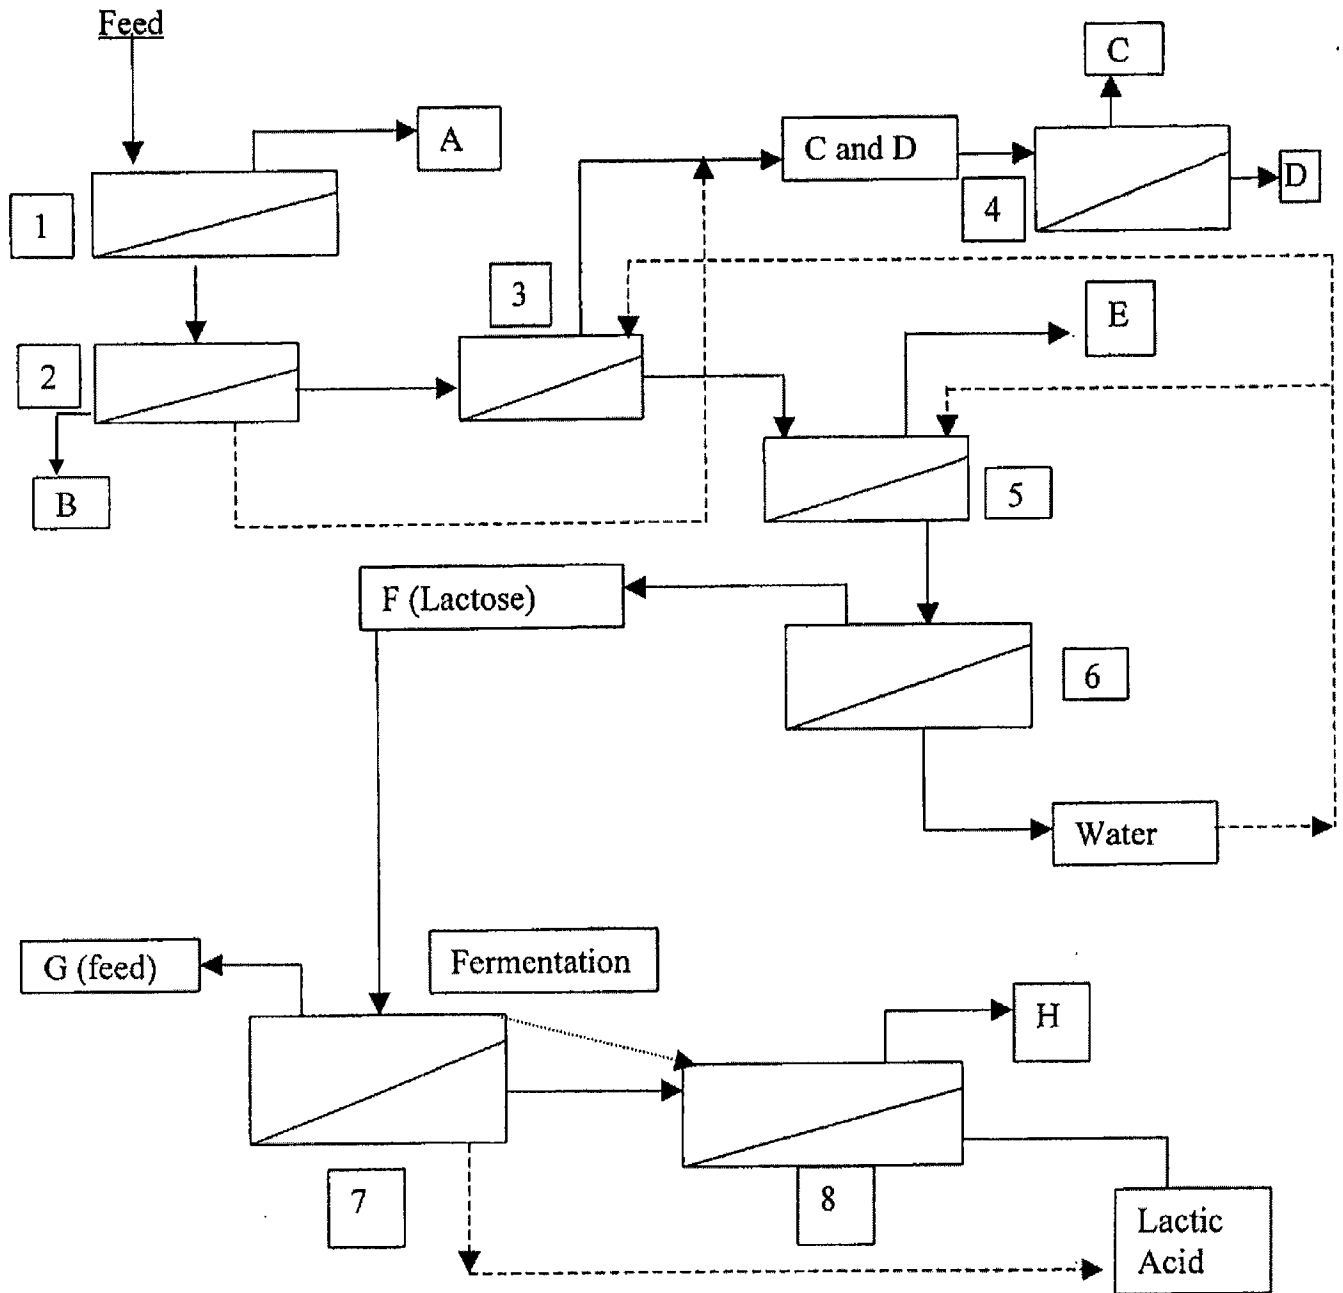 Feed
C
A
C and D
D
1
4
3
E
2
B
5
F (Lactose)
6
Water
G (feed)
Fermentation
H
7
8
Lactic
Acid